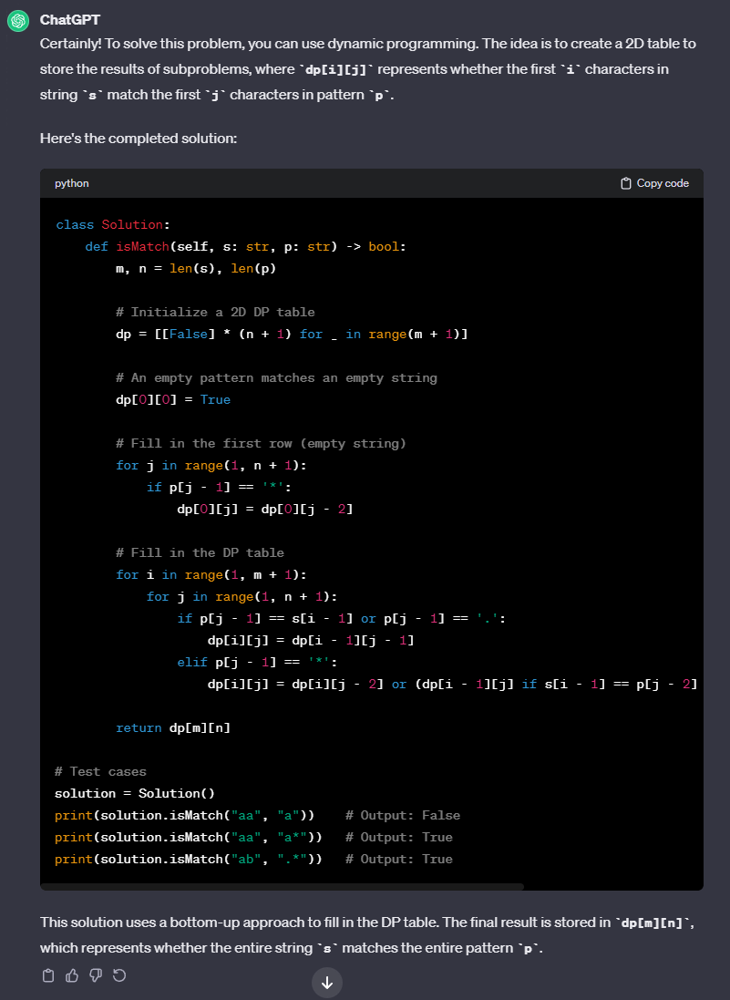 ChatGPT
Certainly! To solve this problem, you can use dynamic programming. The idea is to create a 2D table to
store the results of subproblems, where `dp[i][j]` represents whether the first `i` characters in
string `s` match the first `j` characters in pattern `p`.
Here's the completed solution:
python Copy code
class Solution:
    def isMatch(self, s: str, p: str) -> bool:
        m, n = len(s), len(p)
        # Initialize a 2D DP table
        dp = [[False] * (n + 1) for _ in range(m + 1)]
        # An empty pattern matches an empty string
        dp[0][0] = True
        # Fill in the first row (empty string)
        for j in range(1, n + 1):
            if p[j - 1] == '*':
                dp[0][j] = dp[0][j - 2]
        # Fill in the DP table
        for i in range(1, m + 1):
            for j in range(1, n + 1):
                if p[j - 1] == s[i - 1] or p[j - 1] == '.':
                    dp[i][j] = dp[i - 1][j - 1]
                elif p[j - 1] == '*':
                    dp[i][j] = dp[i][j - 2] or (dp[i - 1][j] if s[i - 1] == p[j - 2]
        return dp[m][n]
# Test cases
solution = Solution()
print(solution.isMatch("aa", "a"))    # Output: False
print(solution.isMatch("aa", "a*"))   # Output: True
print(solution.isMatch("ab", ".*"))   # Output: True
This solution uses a bottom-up approach to fill in the DP table. The final result is stored in `dp[m][n]`,
which represents whether the entire string `s` matches the entire pattern `p`.